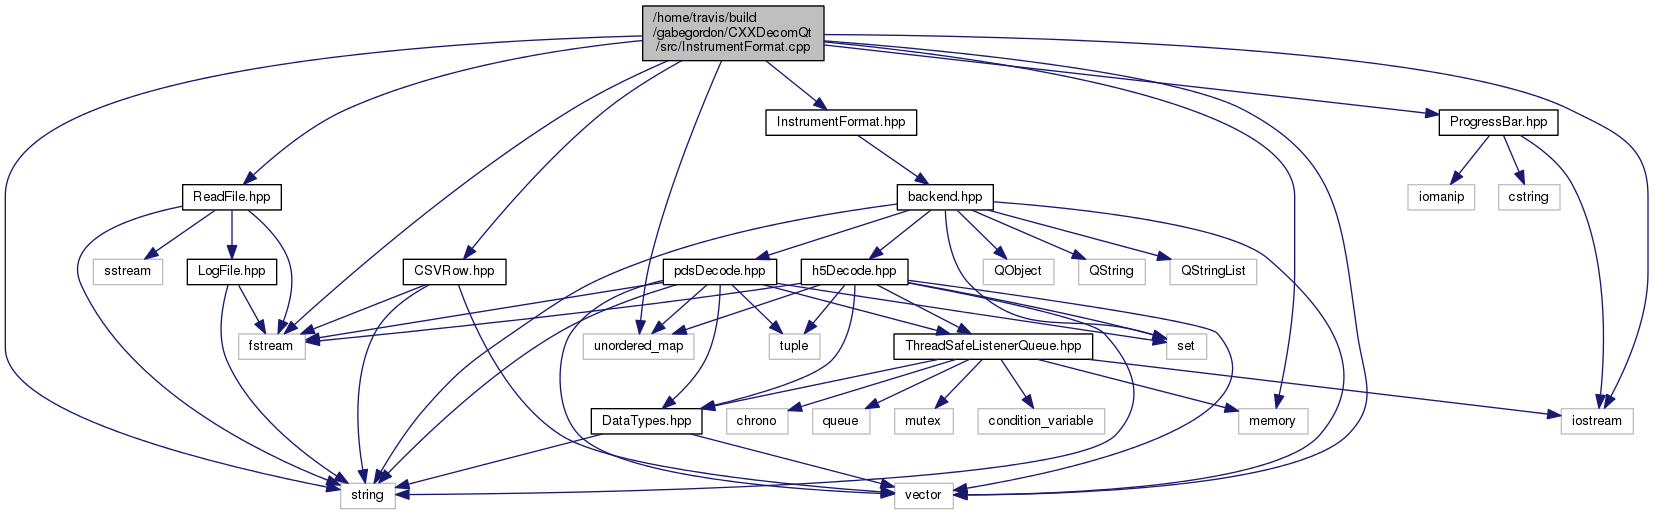 /home/travis/build
/gabegordon/CXXDecomQt
/src/InstrumentFormat.cpp
InstrumentFormat.hpp
ProgressBar.hpp
ReadFile.hpp
backend.hpp
iomanip
cstring
sstream
LogFile.hpp
CSVRow.hpp
pdsDecode.hpp
h5Decode.hpp
QObject
QString
QStringList
fstream
unordered_map
tuple
ThreadSafeListenerQueue.hpp
set
DataTypes.hpp
chrono
queue
mutex
condition_variable
memory
iostream
string
vector